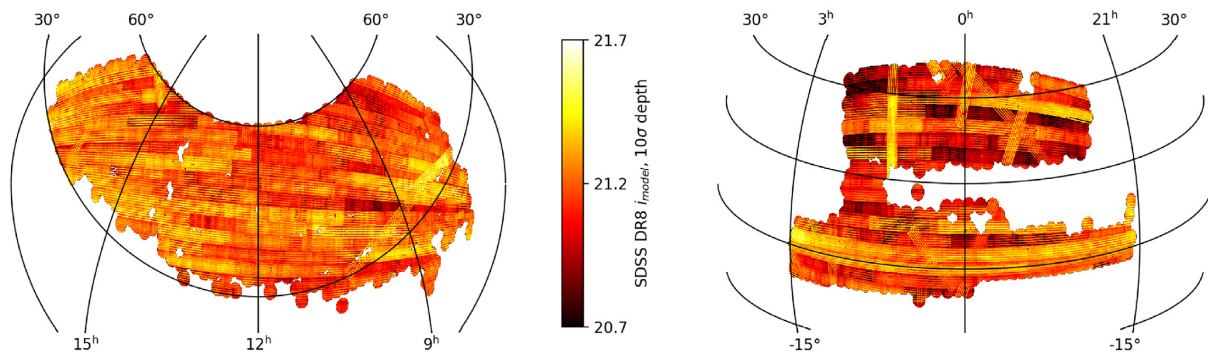 30° 60° 60° 30°
15ʰ 12ʰ 9ʰ
21.7
21.2
20.7
SDSS DR8 i_model, 10σ depth
30° 3ʰ 0ʰ 21ʰ 30°
-15° -15°